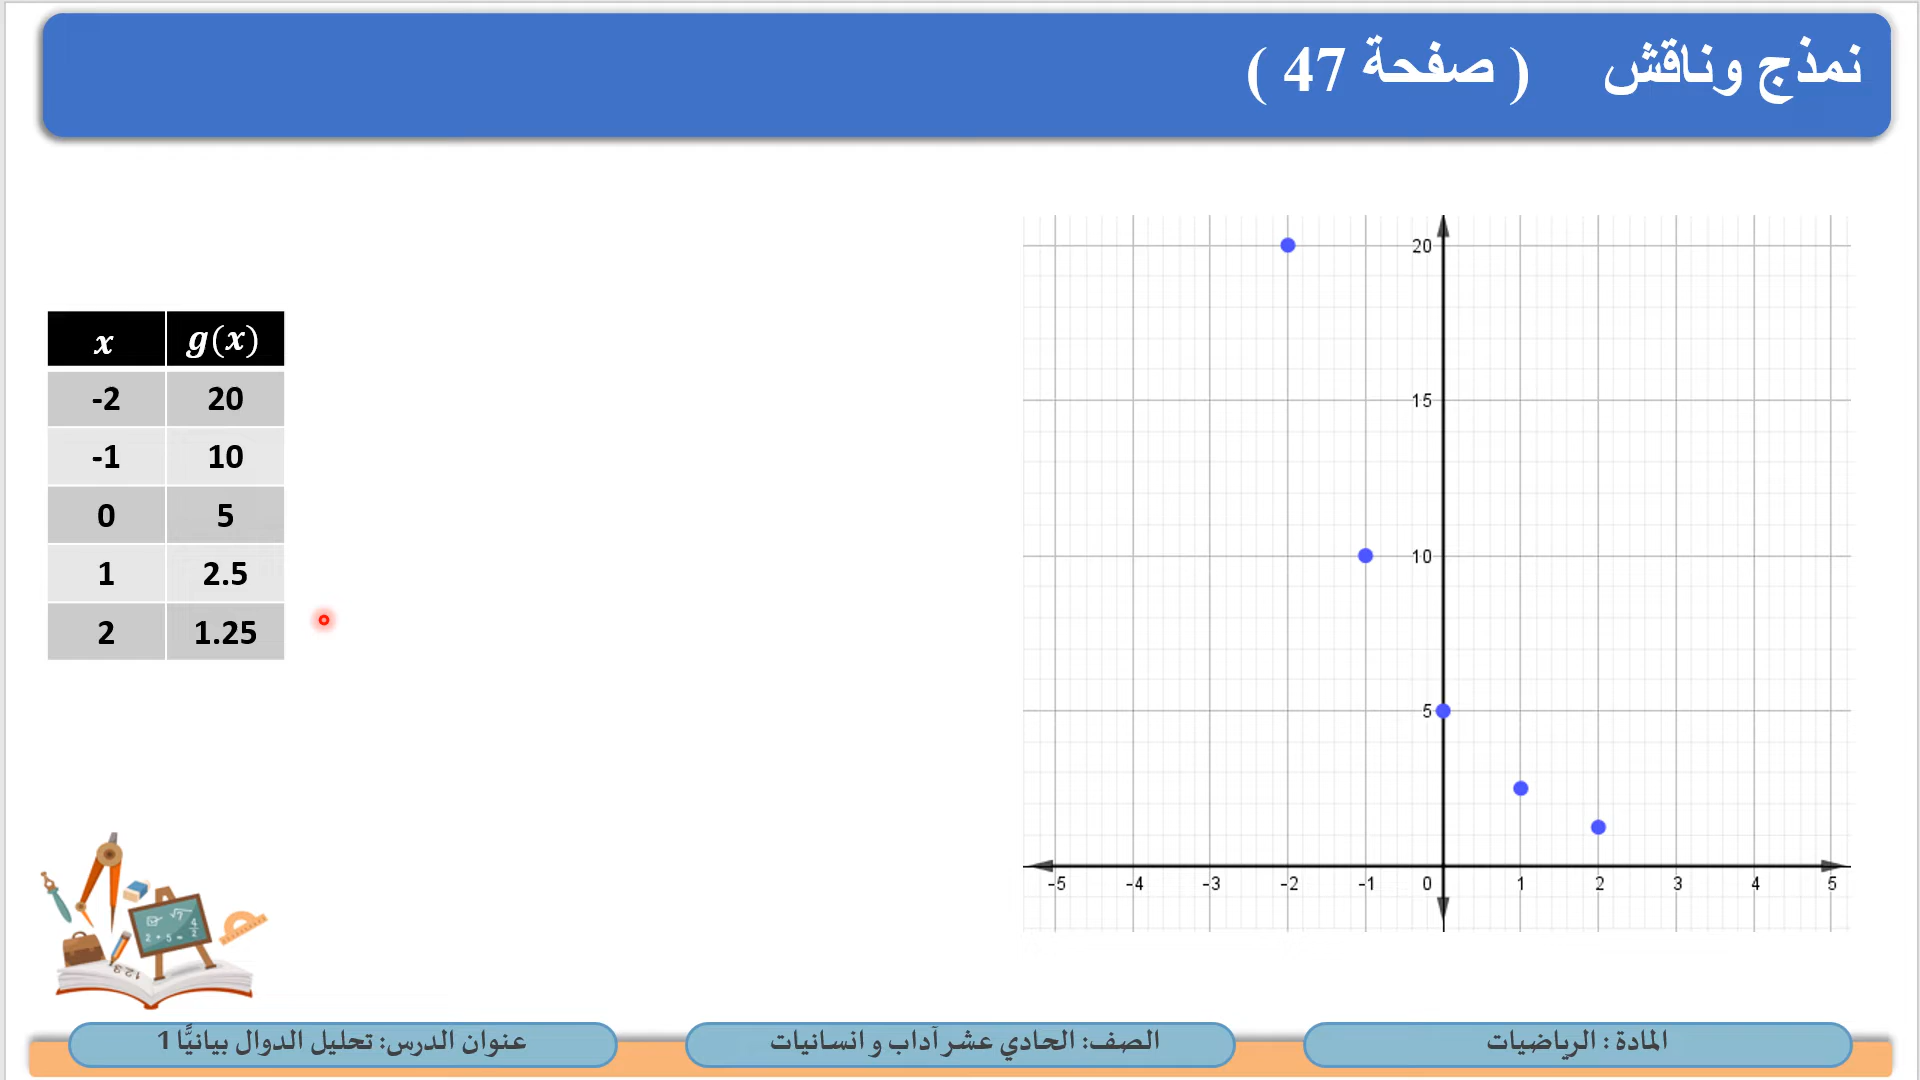 نمذج وناقش ( صفحة 47 )
x g(x)
-2 20
-1 10
0 5
1 2.5
2 1.25
20
15
10
5
-5 -4 -3 -2 -1 0 1 2 3 4 5
المادة : الرياضيات
الصف: الحادي عشر آداب و انسانيات
عنوان الدرس: تحليل الدوال بيانيًّا 1